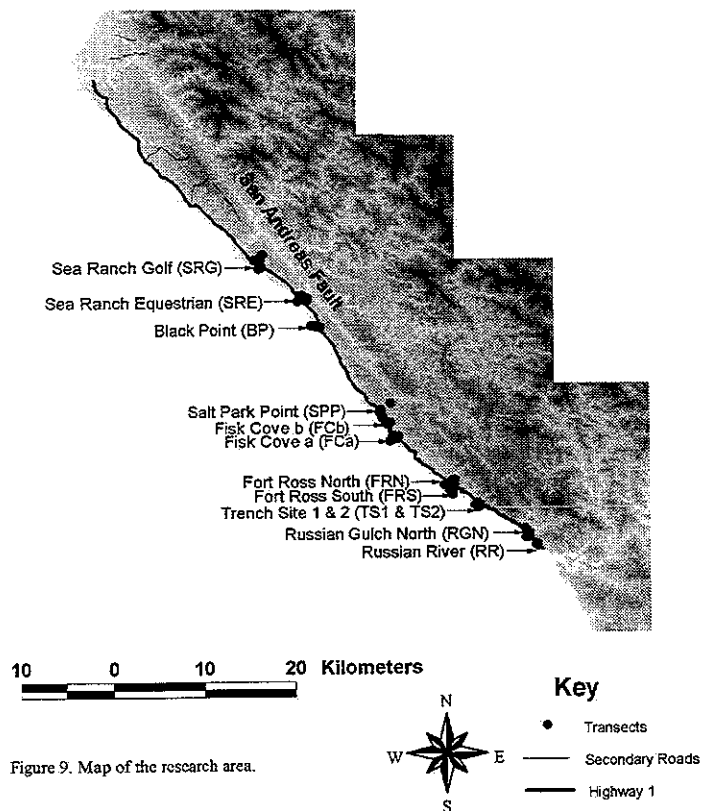 San Andreas Fault
Sea Ranch Golf (SRG)
Sea Ranch Equestrian (SRE)
Black Point (BP)
Salt Park Point (SPP)
Fisk Cove b (FCb)
Fisk Cove a (FCa)
Fort Ross North (FRN)
Fort Ross South (FRS)
Trench Site 1 & 2 (TS1 & TS2)
Russian Gulch North (RGN)
Russian River (RR)
10 0 10 20 Kilometers
N
W E
S
Key
Transects
Secondary Roads
Highway 1
Figure 9. Map of the research area.